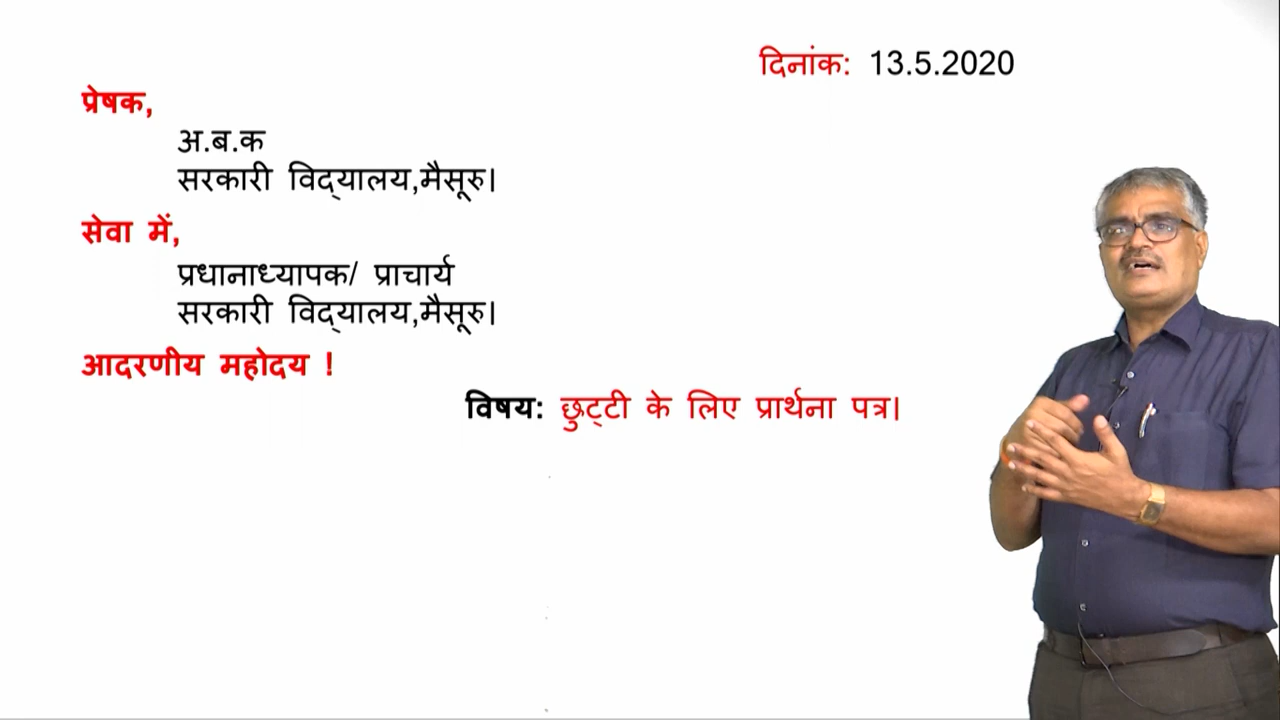 दिनांक: 13.5.2020
प्रेषक,
अ.ब.क
सरकारी विद्‌यालय,मैसूरु।
सेवा में,
प्रधानाध्यापक/ प्राचार्य
सरकारी विद्‌यालय,मैसूरु।
आदरणीय महोदय !
विषय: छुट्‌टी के लिए प्रार्थना पत्र।